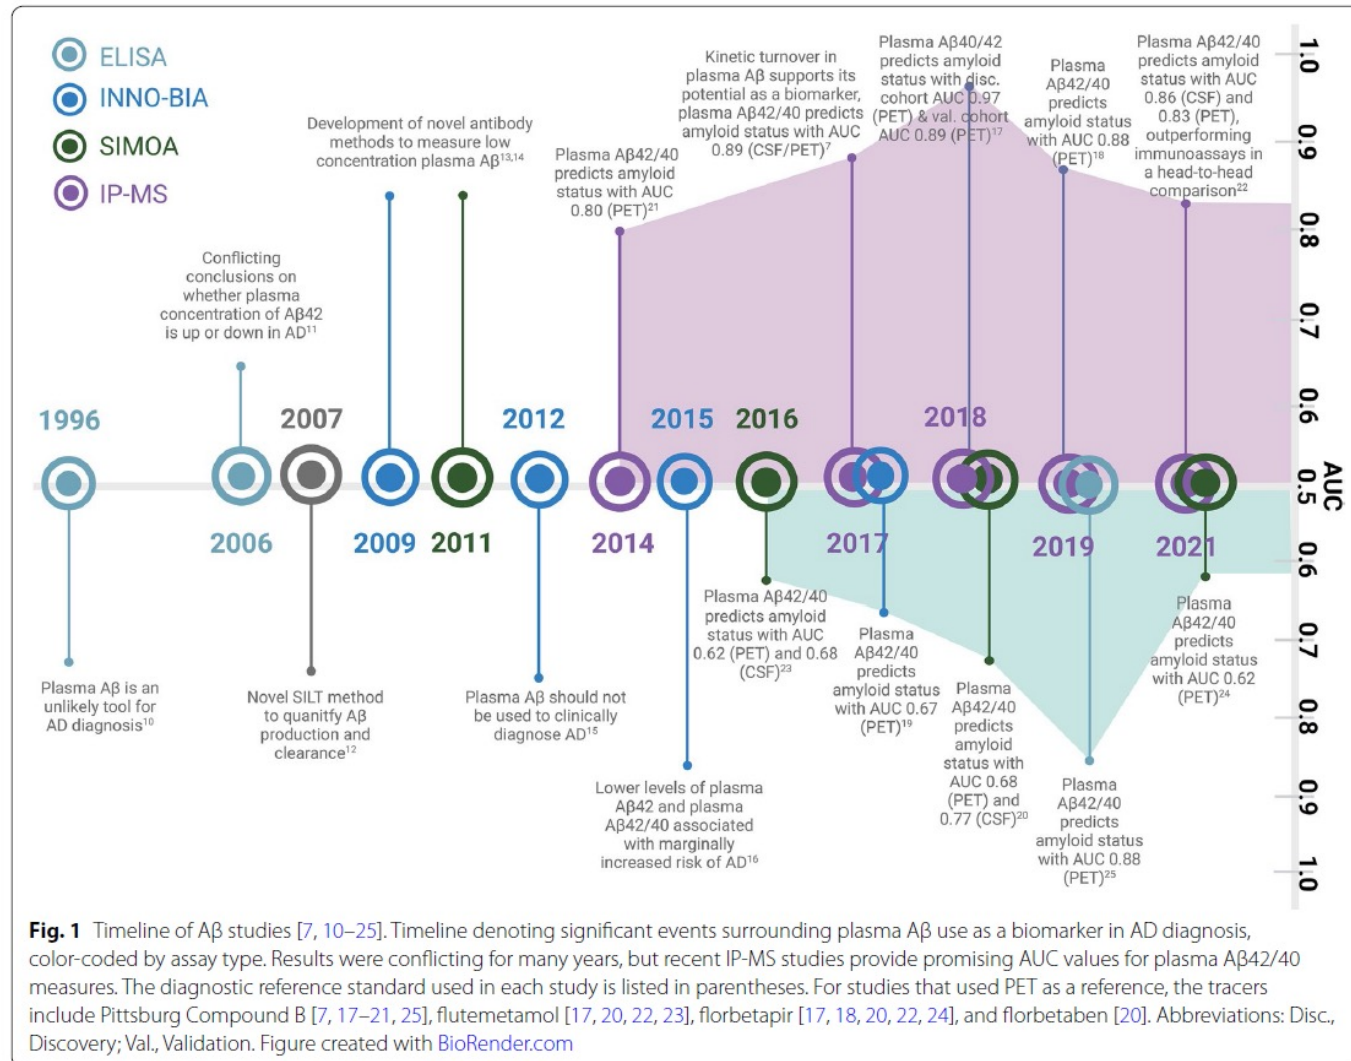 ELISA
INNO-BIA
SIMOA
IP-MS
Conflicting
conclusions on
whether plasma
concentration of Aβ42
is up or down in AD¹¹
Development of novel antibody
methods to measure low
concentration plasma Aβ¹³,¹⁴
Plasma Aβ42/40
predicts amyloid
status with AUC
0.80 (PET)²¹
Kinetic turnover in
plasma Aβ supports its
potential as a biomarker,
plasma Aβ42/40 predicts
amyloid status with AUC
0.89 (CSF/PET)⁷
Plasma Aβ40/42
predicts amyloid
status with disc.
cohort AUC 0.97
(PET) & val. cohort
AUC 0.89 (PET)¹⁷
Plasma
Aβ42/40
predicts
amyloid status
with AUC 0.88
(PET)¹⁸
Plasma Aβ42/40
predicts amyloid
status with AUC
0.86 (CSF) and
0.83 (PET),
outperforming
immunoassays in
a head-to-head
comparison²²
1996
2006
2007
2009
2011
2012
2014
2015
2016
2017
2018
2019
2021
Plasma Aβ is an
unlikely tool for
AD diagnosis¹⁰
Novel SILT method
to quanitfy Aβ
production and
clearance¹²
Plasma Aβ should not
be used to clinically
diagnose AD¹⁵
Lower levels of plasma
Aβ42 and plasma
Aβ42/40 associated
with marginally
increased risk of AD¹⁶
Plasma Aβ42/40
predicts amyloid
status with AUC
0.62 (PET) and 0.68
(CSF)²³
Plasma
Aβ42/40
predicts
amyloid status
with AUC 0.67
(PET)¹⁹
Plasma
Aβ42/40
predicts
amyloid
status with
AUC 0.68
(PET) and
0.77 (CSF)²⁰
Plasma
Aβ42/40
predicts
amyloid status
with AUC 0.88
(PET)²⁵
Plasma
Aβ42/40
predicts
amyloid status
with AUC 0.62
(PET)²⁴
1.0
0.9
0.8
0.7
0.6
0.5
AUC
0.6
0.7
0.8
0.9
1.0
Fig. 1 Timeline of Aβ studies [7, 10–25]. Timeline denoting significant events surrounding plasma Aβ use as a biomarker in AD diagnosis,
color-coded by assay type. Results were conflicting for many years, but recent IP-MS studies provide promising AUC values for plasma Aβ42/40
measures. The diagnostic reference standard used in each study is listed in parentheses. For studies that used PET as a reference, the tracers
include Pittsburg Compound B [7, 17–21, 25], flutemetamol [17, 20, 22, 23], florbetapir [17, 18, 20, 22, 24], and florbetaben [20]. Abbreviations: Disc.,
Discovery; Val., Validation. Figure created with BioRender.com